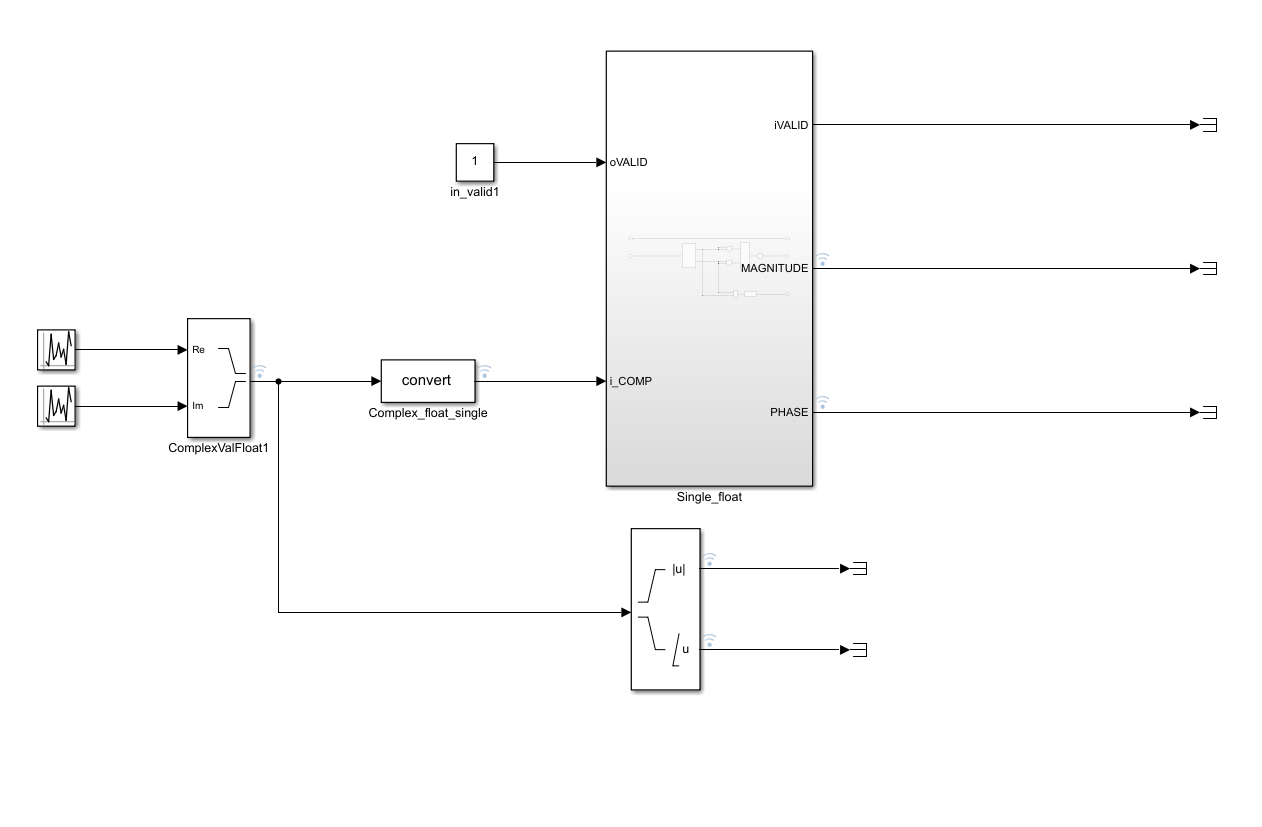 iVALID
1
oVALID
in_valid1
MAGNITUDE
Re
convert
i_COMP
Im
Complex_float_single
PHASE
ComplexValFloat1
Single_float
|u|
u